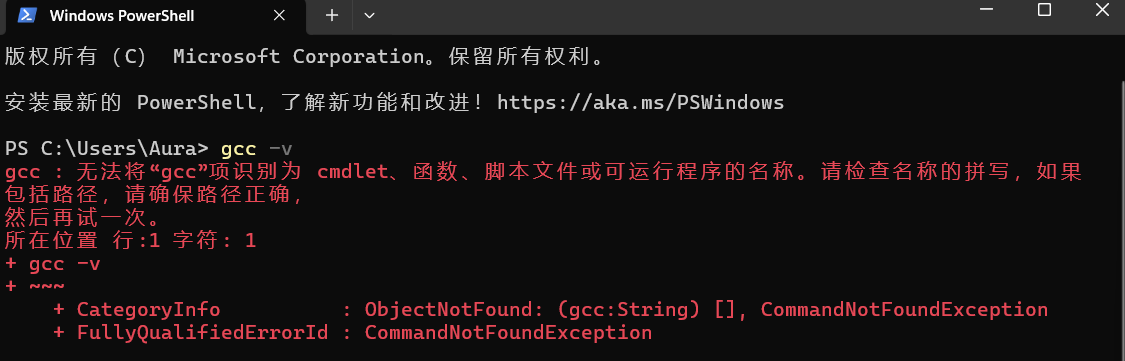 Windows PowerShell
版权所有（C） Microsoft Corporation。保留所有权利。
安装最新的 PowerShell，了解新功能和改进！https://aka.ms/PSWindows
PS C:\Users\Aura> gcc -v
gcc : 无法将“gcc”项识别为 cmdlet、函数、脚本文件或可运行程序的名称。请检查名称的拼写，如果
包括路径，请确保路径正确，
然后再试一次。
所在位置 行:1 字符: 1
+ gcc -v
+ ~~~
    + CategoryInfo          : ObjectNotFound: (gcc:String) [], CommandNotFoundException
    + FullyQualifiedErrorId : CommandNotFoundException